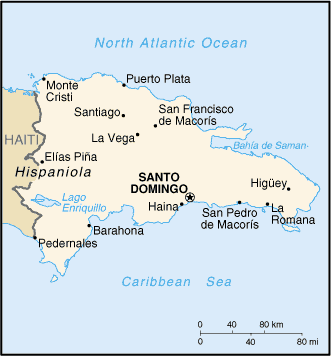 North Atlantic Ocean
Monte
Cristi
Puerto Plata
Santiago
San Francisco
de Macorís
La Vega
HAITI
Bahía de Saman-
Elías Piña
Hispaniola
SANTO
DOMINGO
Higüey
Lago
Enriquillo
Haina
San Pedro
de Macorís
La
Romana
Barahona
Pedernales
Caribbean Sea
0 40 80 km
0 40 80 mi